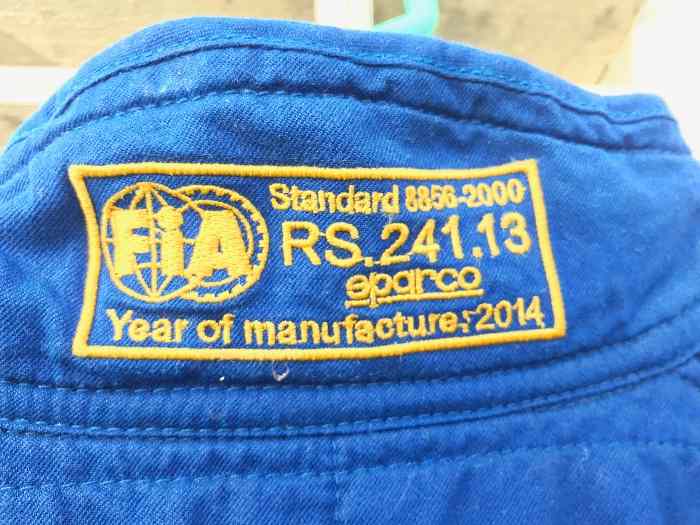 FIA
Standard 8856-2000
RS.241.13
sparco
Year of manufacture: 2014